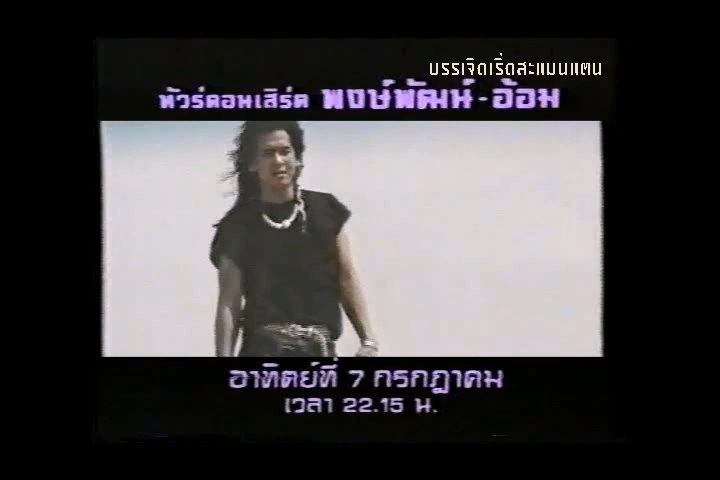 บรรเจิดเริ่ดสะแมนแตน
ทัวร์คอนเสิร์ต พงษ์พัฒน์-อ้อม
อาทิตย์ที่ 7 กรกฎาคม
เวลา 22.15 น.